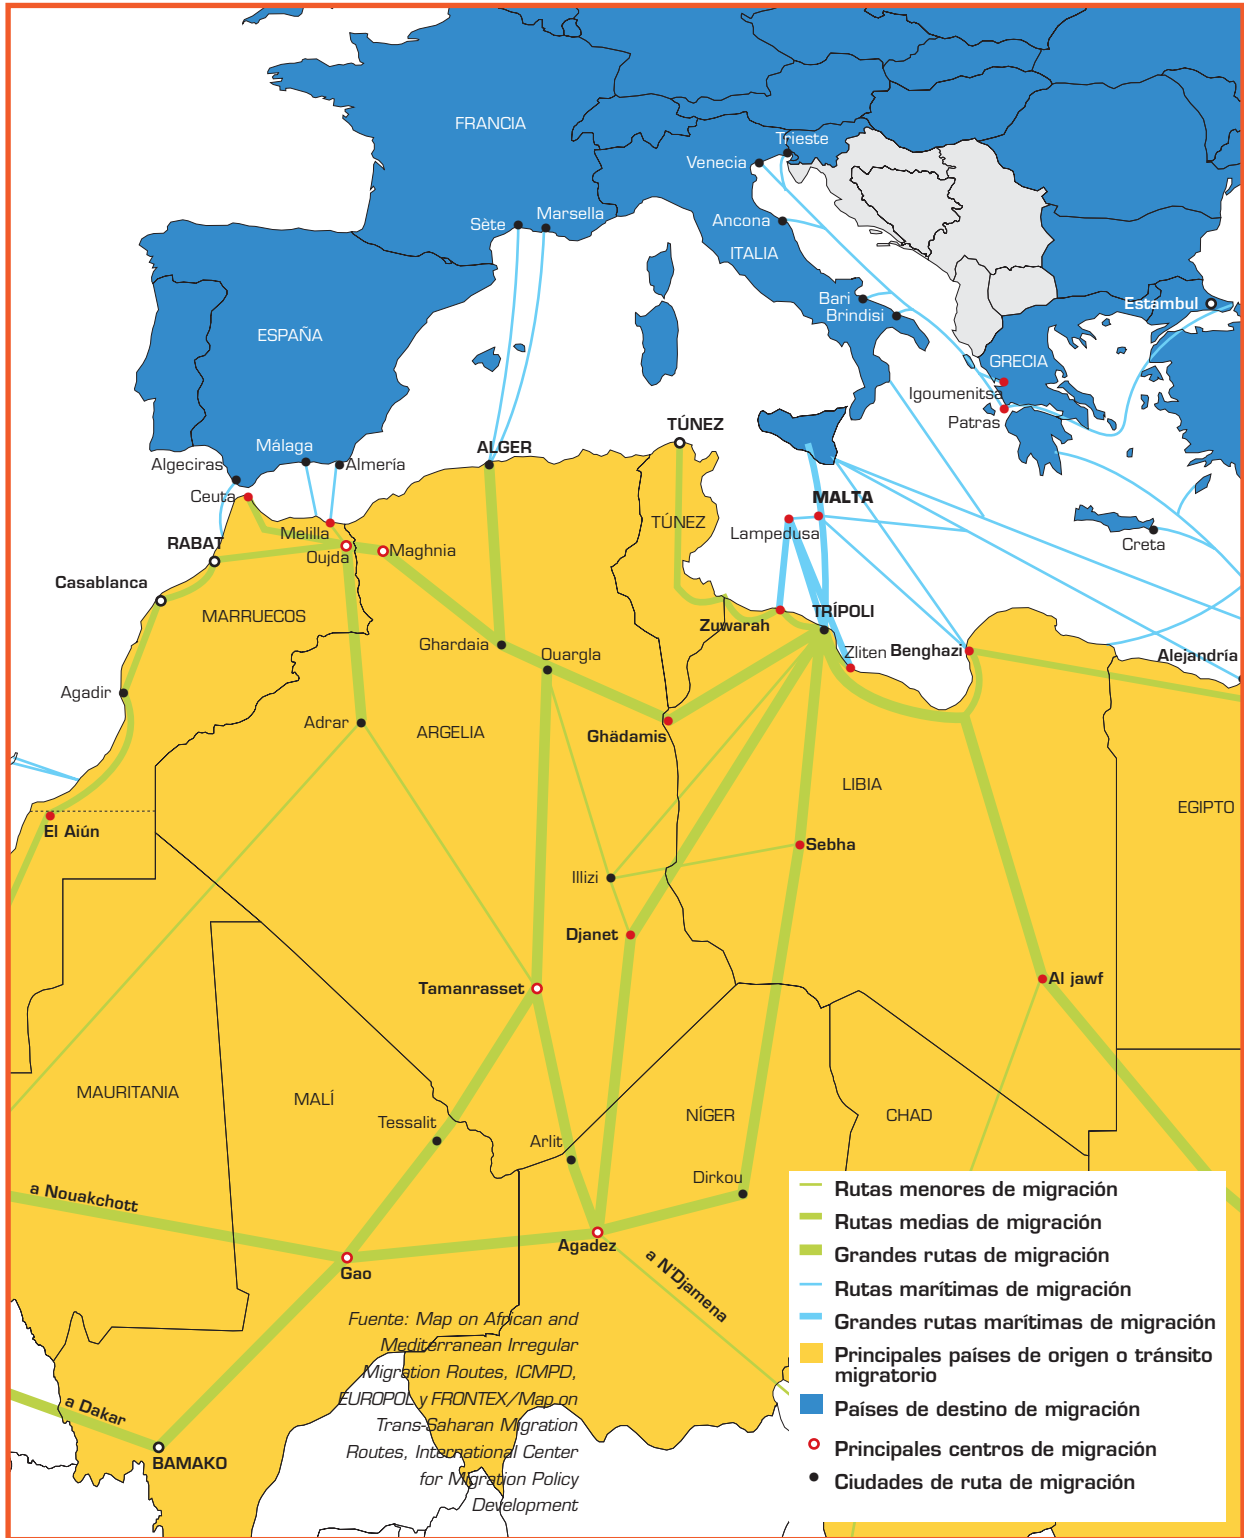 FRANCIA
Trieste
Venecia
Sète
Marsella
Ancona
ITALIA
Bari
Brindisi
Estambul
ESPAÑA
GRECIA
Igoumenitsa
Patras
TÚNEZ
Málaga
ALGER
Algeciras
Almería
Ceuta
MALTA
TÚNEZ
Lampedusa
Melilla
RABAT
Oujda
Maghnia
Creta
Casablanca
MARRUECOS
TRÍPOLI
Zuwarah
Ghardaia
Ouargla
Zliten
Benghazi
Alejandría
Agadir
Adrar
ARGELIA
Ghädamis
LIBIA
EGIPTO
El Aiún
Sebha
Illizi
Djanet
Tamanrasset
Al jawf
MAURITANIA
MALÍ
Tessalit
NÍGER
CHAD
Arlit
Dirkou
a Nouakchott
Agadez
Gao
a N'Djamena
a Dakar
BAMAKO
Fuente: Map on African and
Mediterranean Irregular
Migration Routes, ICMPD,
EUROPOL y FRONTEX/Map on
Trans-Saharan Migration
Routes, International Center
for Migration Policy
Development
Rutas menores de migración
Rutas medias de migración
Grandes rutas de migración
Rutas marítimas de migración
Grandes rutas marítimas de migración
Principales países de origen o tránsito
migratorio
Países de destino de migración
Principales centros de migración
Ciudades de ruta de migración